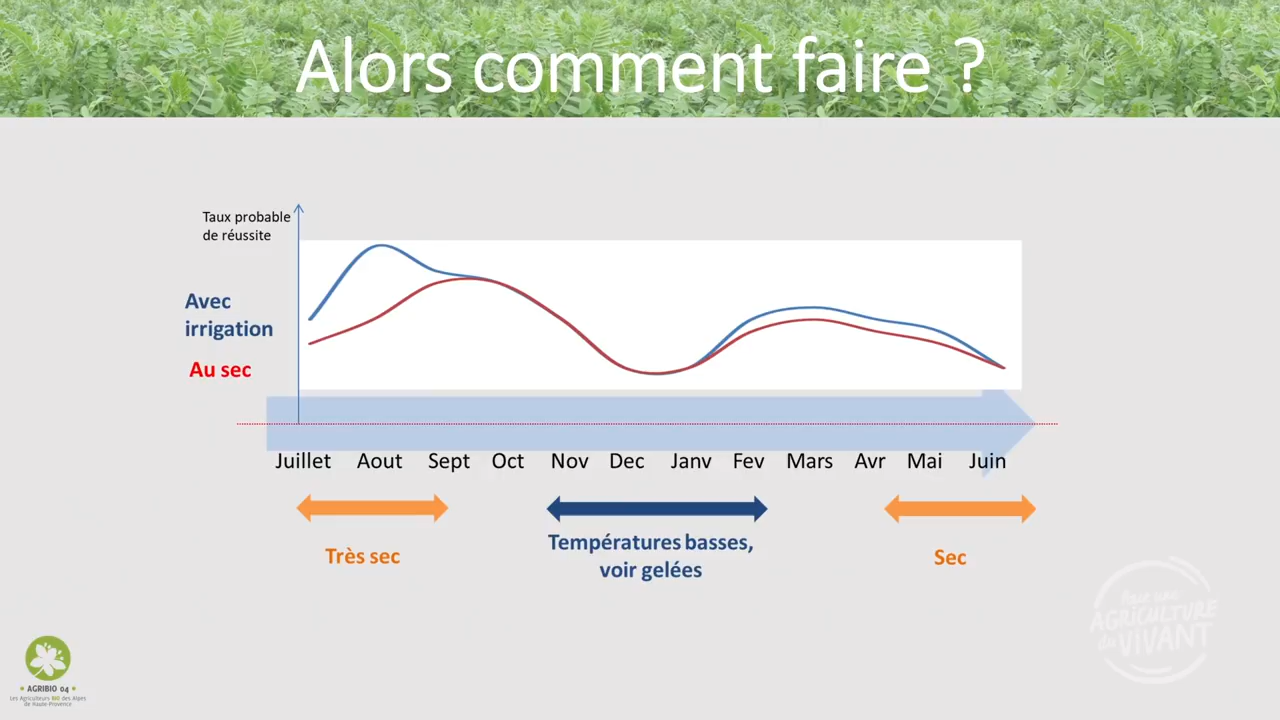 Alors comment faire ?
Taux probable
de réussite
Avec
irrigation
Au sec
Juillet Aout Sept Oct Nov Dec Janv Fev Mars Avr Mai Juin
Très sec
Températures basses,
voir gelées
Sec
Pour une
AGRICULTURE
du VIVANT
• AGRIBIO 04 •
Les Agriculteurs BIO des Alpes
de Haute-Provence